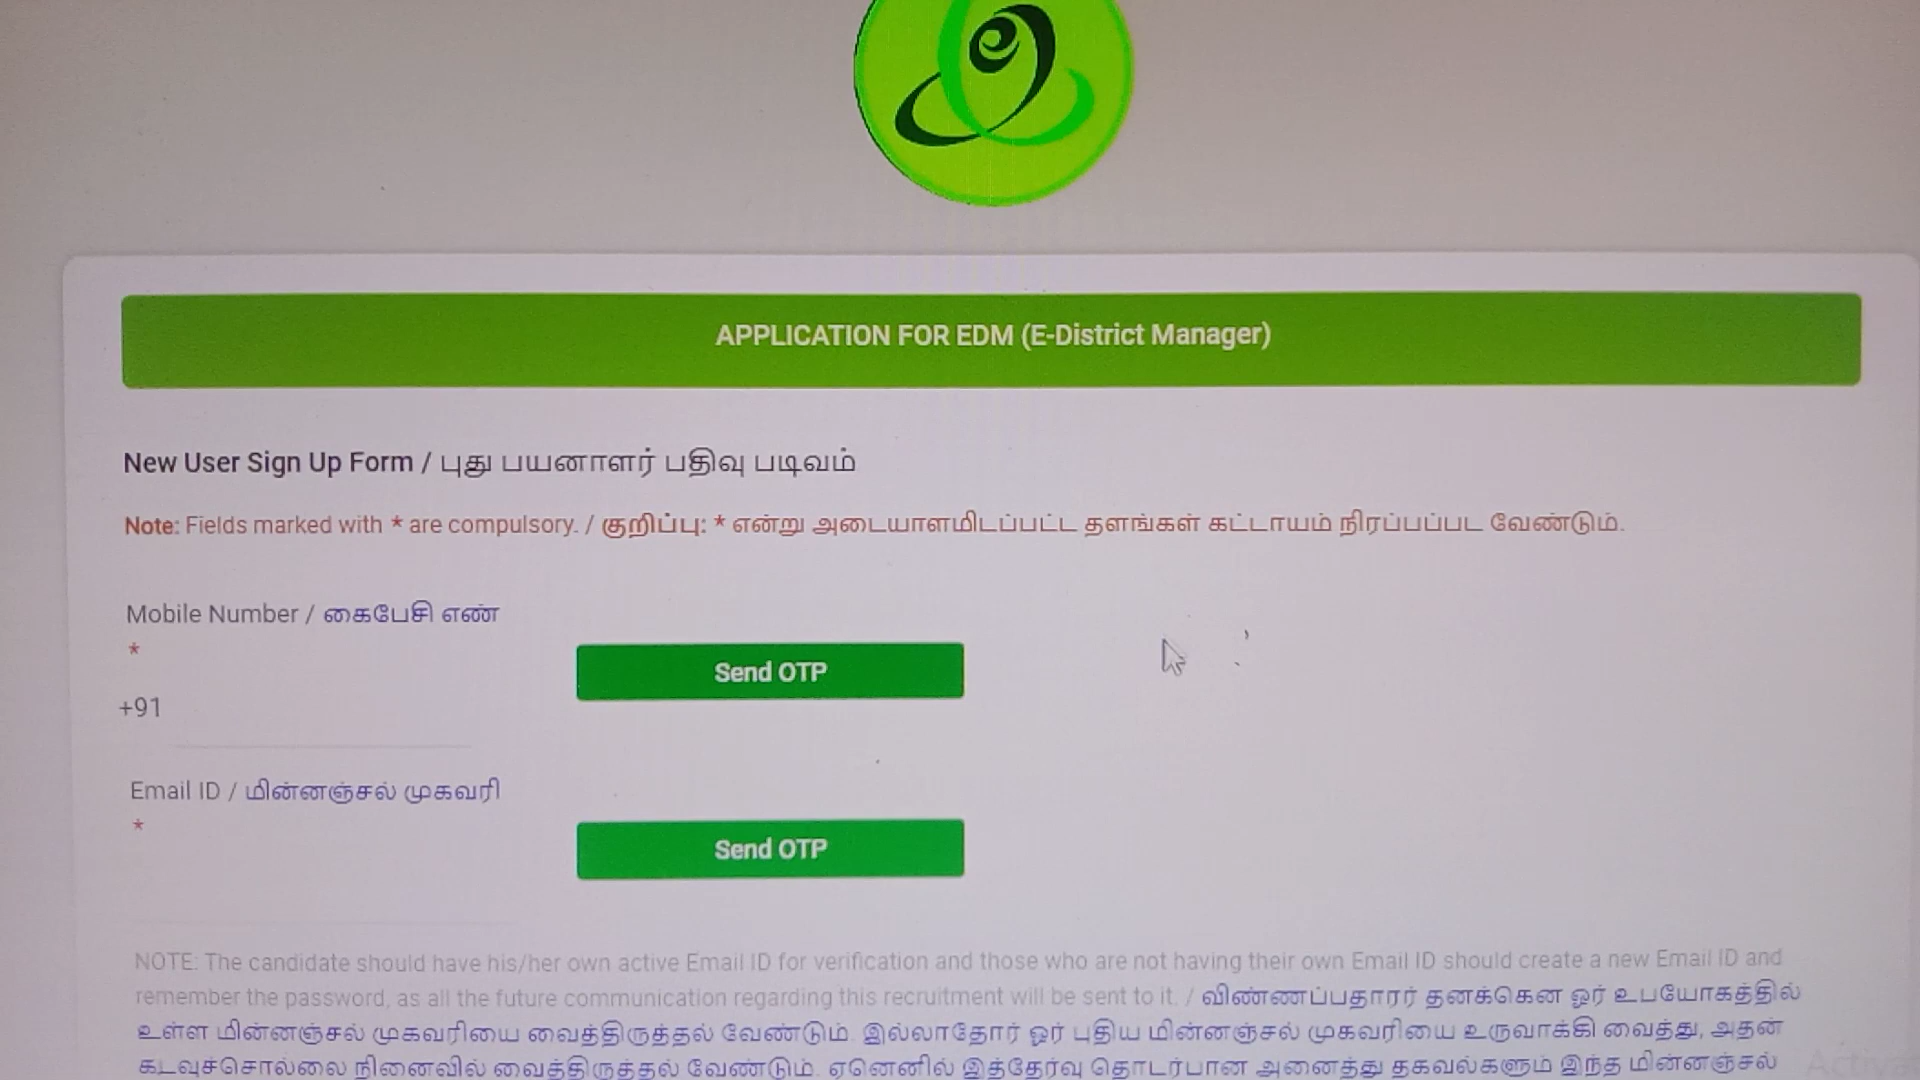 APPLICATION FOR EDM (E-District Manager)
New User Sign Up Form / புது பயனாளர் பதிவு படிவம்
Note: Fields marked with * are compulsory. / குறிப்பு: * என்று அடையாளமிடப்பட்ட தளங்கள் கட்டாயம் நிரப்பப்பட வேண்டும்.
Mobile Number / கைபேசி எண்
*
Send OTP
+91
Email ID / மின்னஞ்சல் முகவரி
*
Send OTP
NOTE: The candidate should have his/her own active Email ID for verification and those who are not having their own Email ID should create a new Email ID and
remember the password, as all the future communication regarding this recruitment will be sent to it. / விண்ணப்பதாரர் தனக்கென ஓர் உபயோகத்தில்
உள்ள மின்னஞ்சல் முகவரியை வைத்திருத்தல் வேண்டும். இல்லாதோர் ஓர் புதிய மின்னஞ்சல் முகவரியை உருவாக்கி வைத்து, அதன்
கடவுச்சொல்லை நினைவில் வைத்திருத்தல் வேண்டும். ஏனெனில் இத்தேர்வு தொடர்பான அனைத்து தகவல்களும் இந்த மின்னஞ்சல்